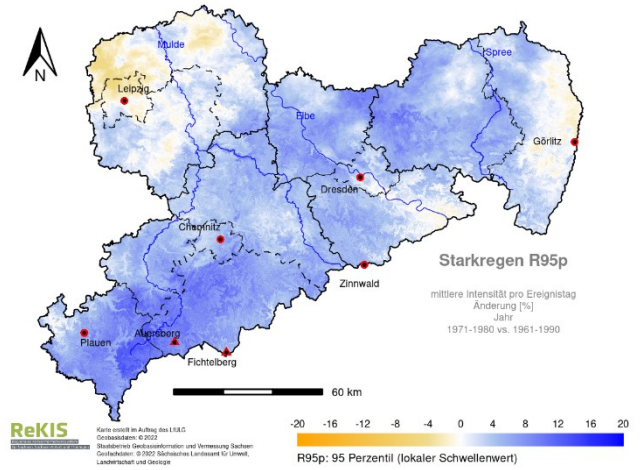 N
Mulde
Leipzig
Spree
Elbe
Görlitz
Dresden
Chemnitz
Starkregen R95p
Zinnwald
mittlere Intensität pro Ereignistag
Änderung [%]
Jahr
1971-1980 vs. 1961-1990
Auersberg
Plauen
Fichtelberg
60 km
ReKIS
Karte erstellt im Auftrag des LfULG
Geobasisdaten: © 2022
Staatsbetrieb Geobasisinformation und Vermessung Sachsen
Geofachdaten: © 2022 Sächsisches Landesamt für Umwelt,
Landwirtschaft und Geologie
-20 -16 -12 -8 -4 0 4 8 12 16 20
R95p: 95 Perzentil (lokaler Schwellenwert)